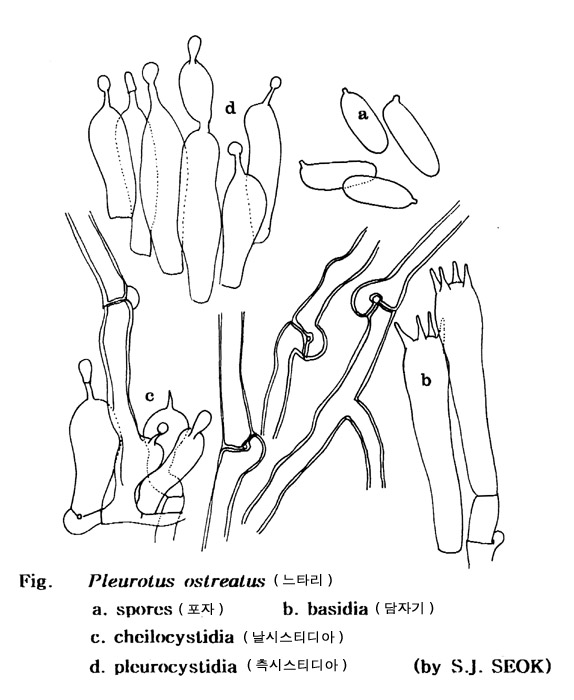 d
a
b
c
Fig. Pleurotus ostreatus (느타리)
a. spores (포자) b. basidia (담자기)
c. cheilocystidia (날시스티디아)
d. pleurocystidia (측시스티디아) (by S.J. SEOK)